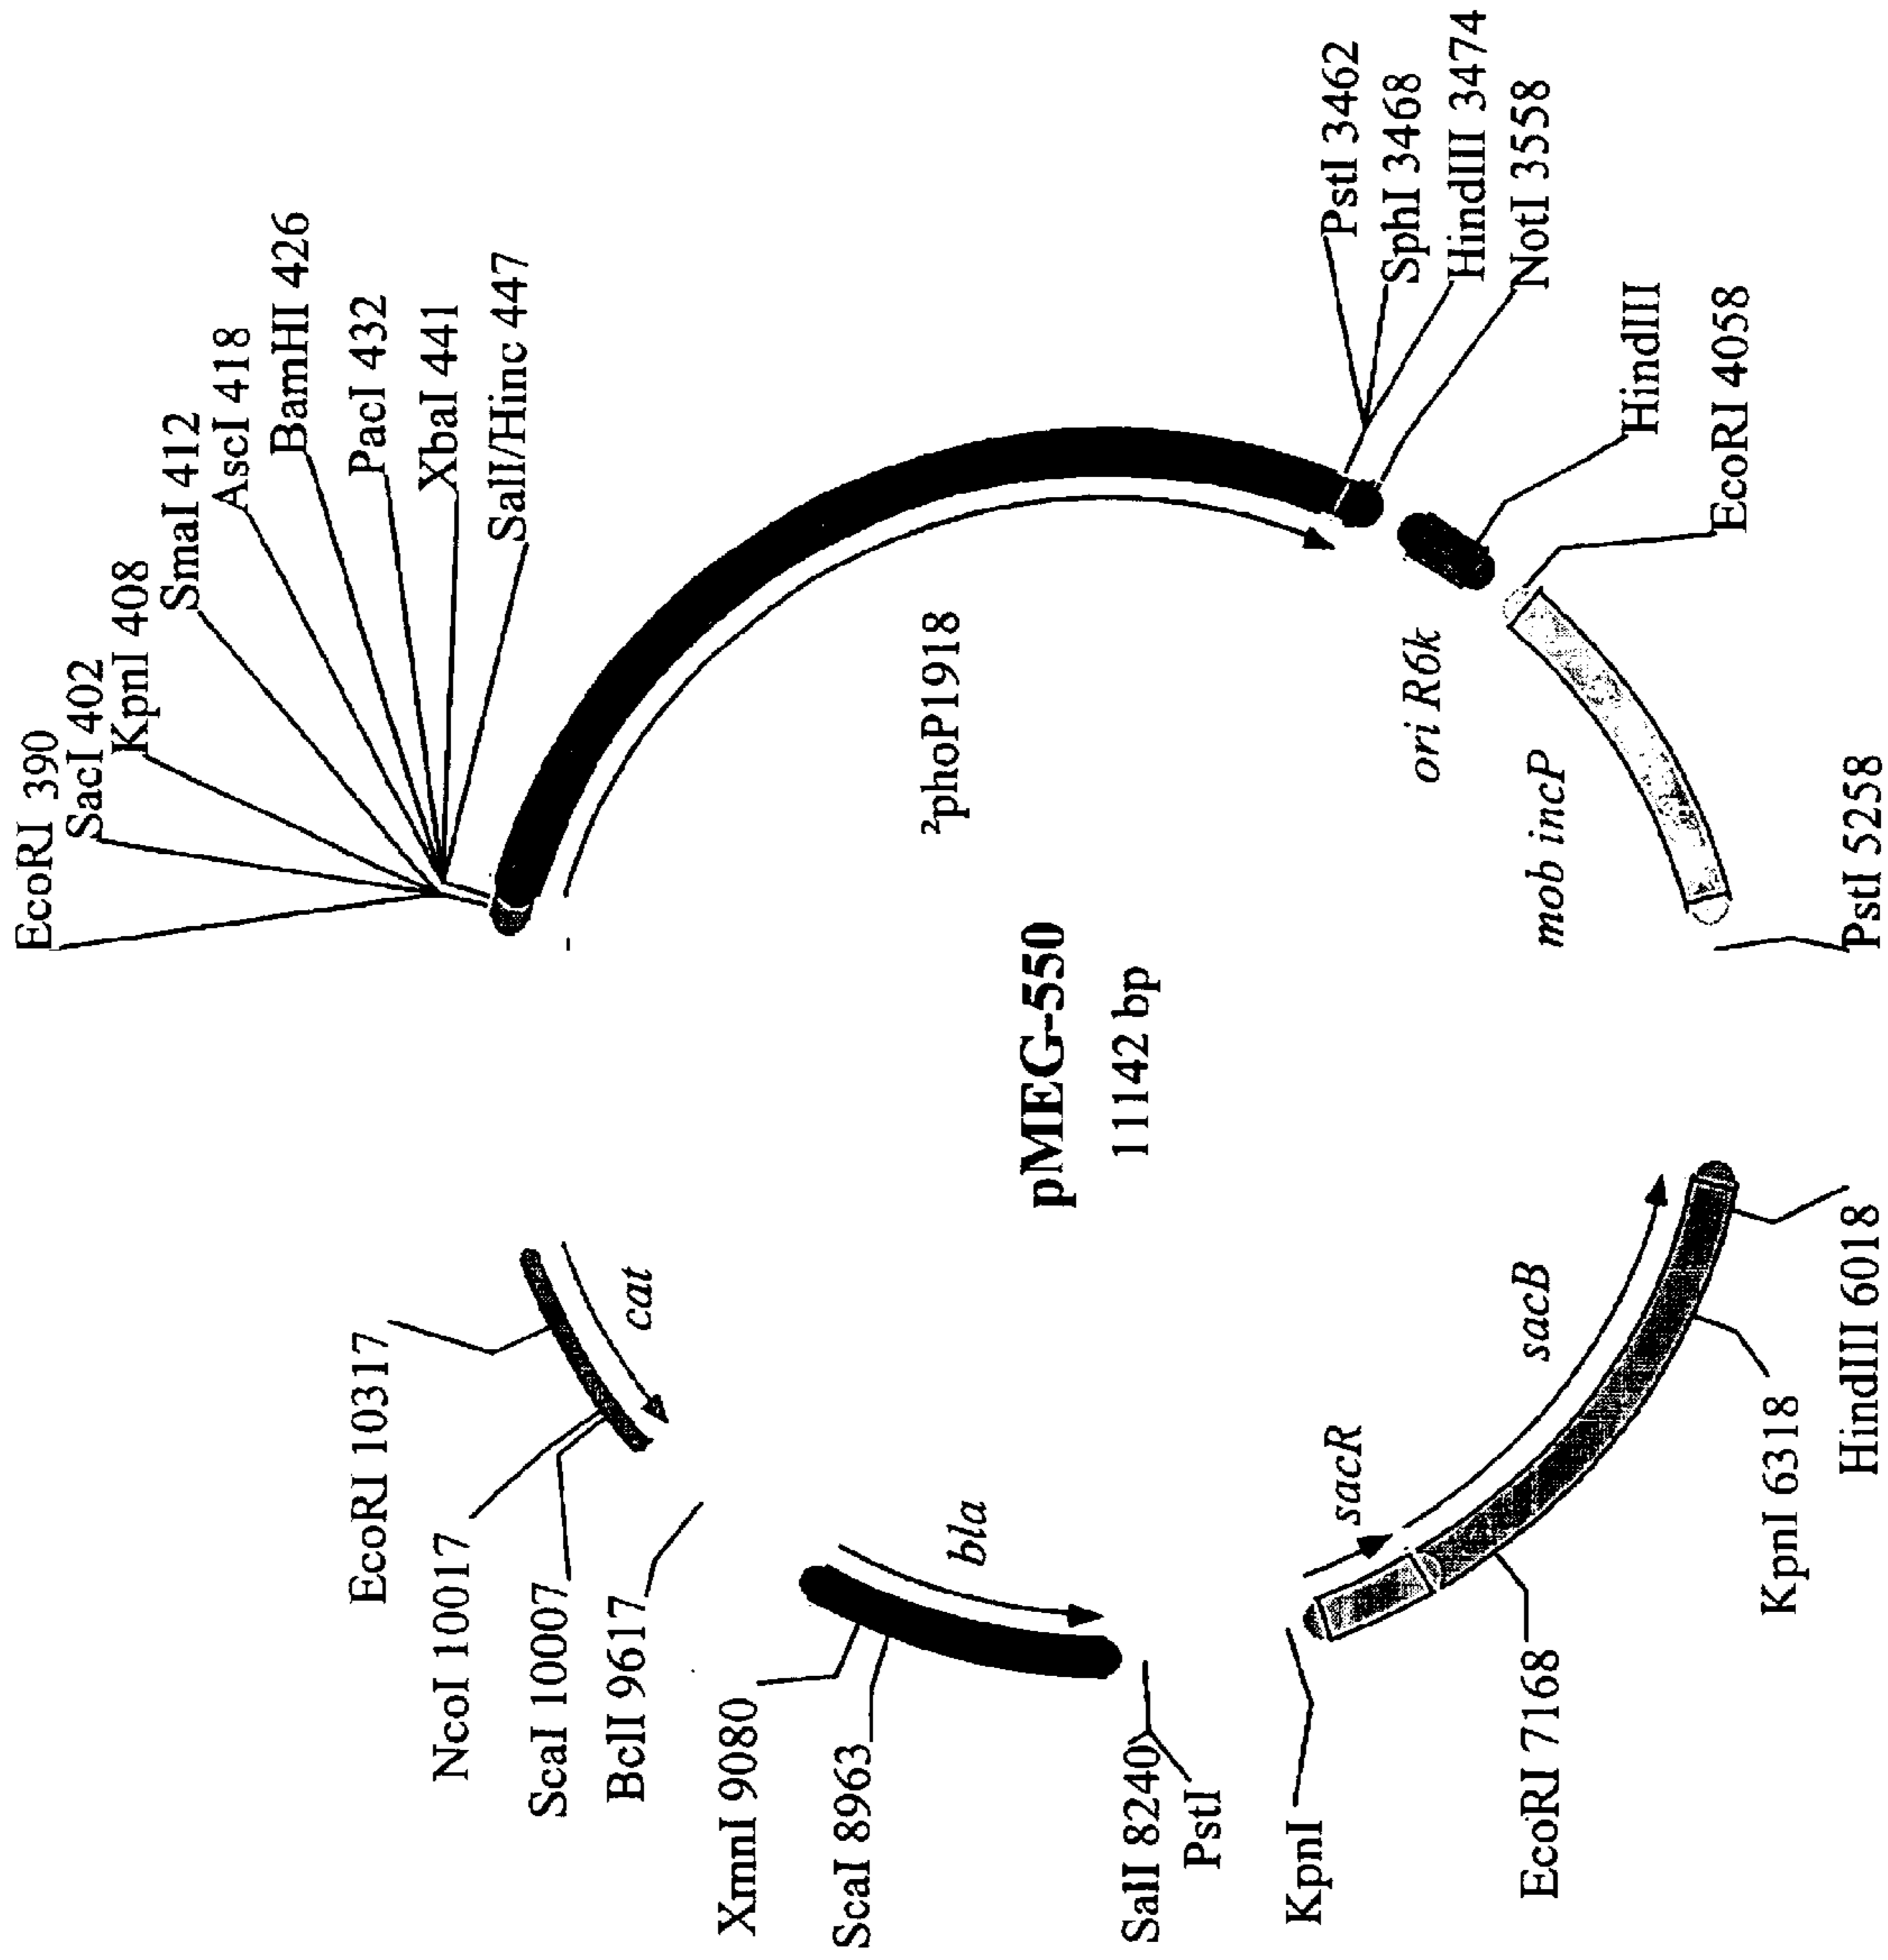 EcoRI 390
SacI 402
KpnI 408
SmaI 412
AscI 418
BamHI 426
PacI 432
XbaI 441
SalI/Hinc 447
²phoP1918
PstI 3462
SphI 3468
HindIII 3474
NotI 3558
HindIII
EcoRI 4058
ori R6k
mob incP
PstI 5258
pMEG-550
11142 bp
EcoRI 10317
NcoI 10017
ScaI 10007
BclI 9617
cat
XmnI 9080
ScaI 8963
bla
SalI 8240
PstI
KpnI
sacR
sacB
EcoRI 7168
KpnI 6318
HindIII 6018